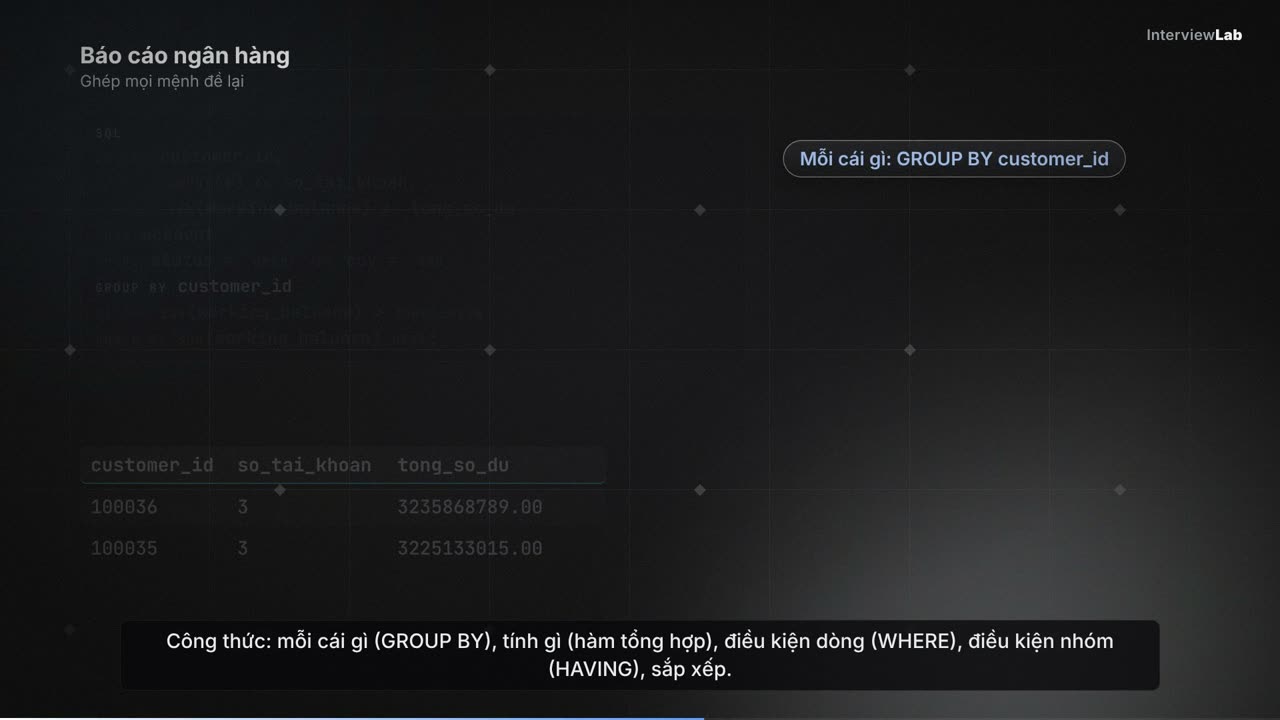 Báo cáo ngân hàng
Ghép mọi mệnh đề lại
InterviewLab
SQL
customer_id,
Mỗi cái gì: GROUP BY customer_id
GROUP BY customer_id
customer_id so_tai_khoan tong_so_du
100036 3 3235868789.00
100035 3 3225133015.00
Công thức: mỗi cái gì (GROUP BY), tính gì (hàm tổng hợp), điều kiện dòng (WHERE), điều kiện nhóm
(HAVING), sắp xếp.